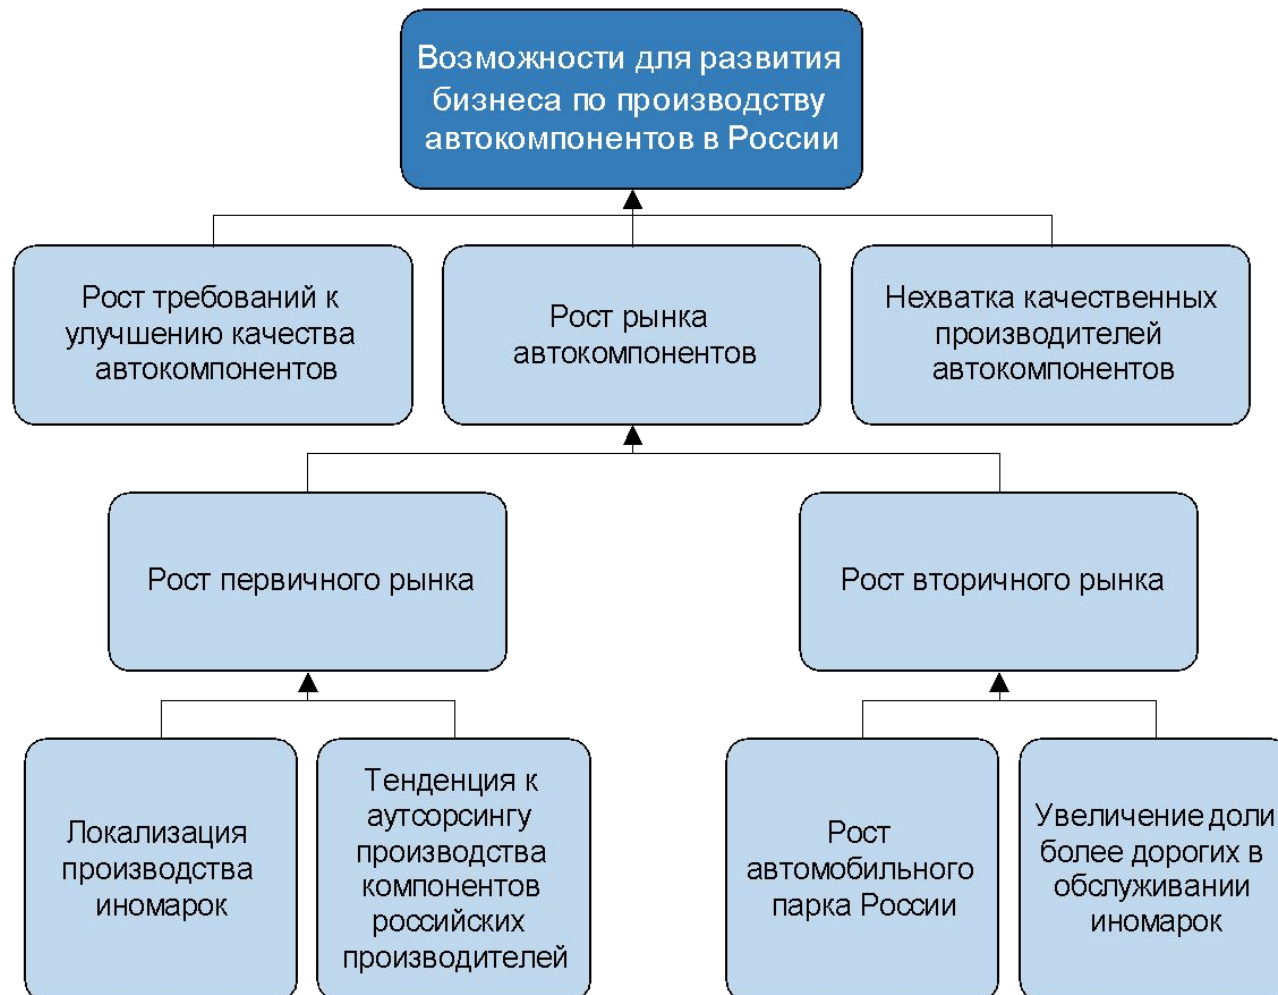 Возможности для развития
бизнеса по производству
автокомпонентов в России
Рост требований к
улучшению качества
автокомпонентов
Рост рынка
автокомпонентов
Нехватка качественных
производителей
автокомпонентов
Рост первичного рынка
Рост вторичного рынка
Локализация
производства
иномарок
Тенденция к
аутсорсингу
производства
компонентов
российских
производителей
Рост
автомобильного
парка России
Увеличение доли
более дорогих в
обслуживании
иномарок